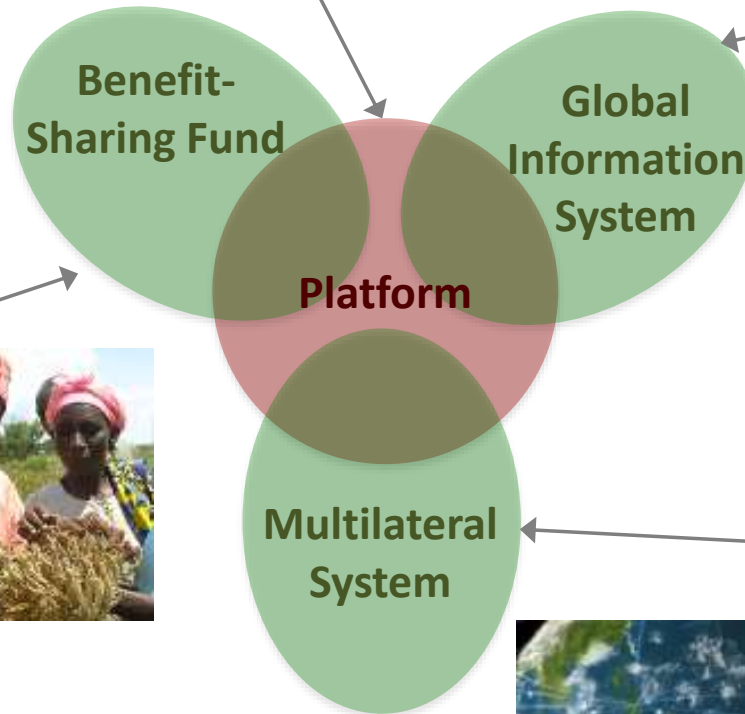 Benefit-
Sharing Fund
Global
Information
System
Platform
Multilateral
System